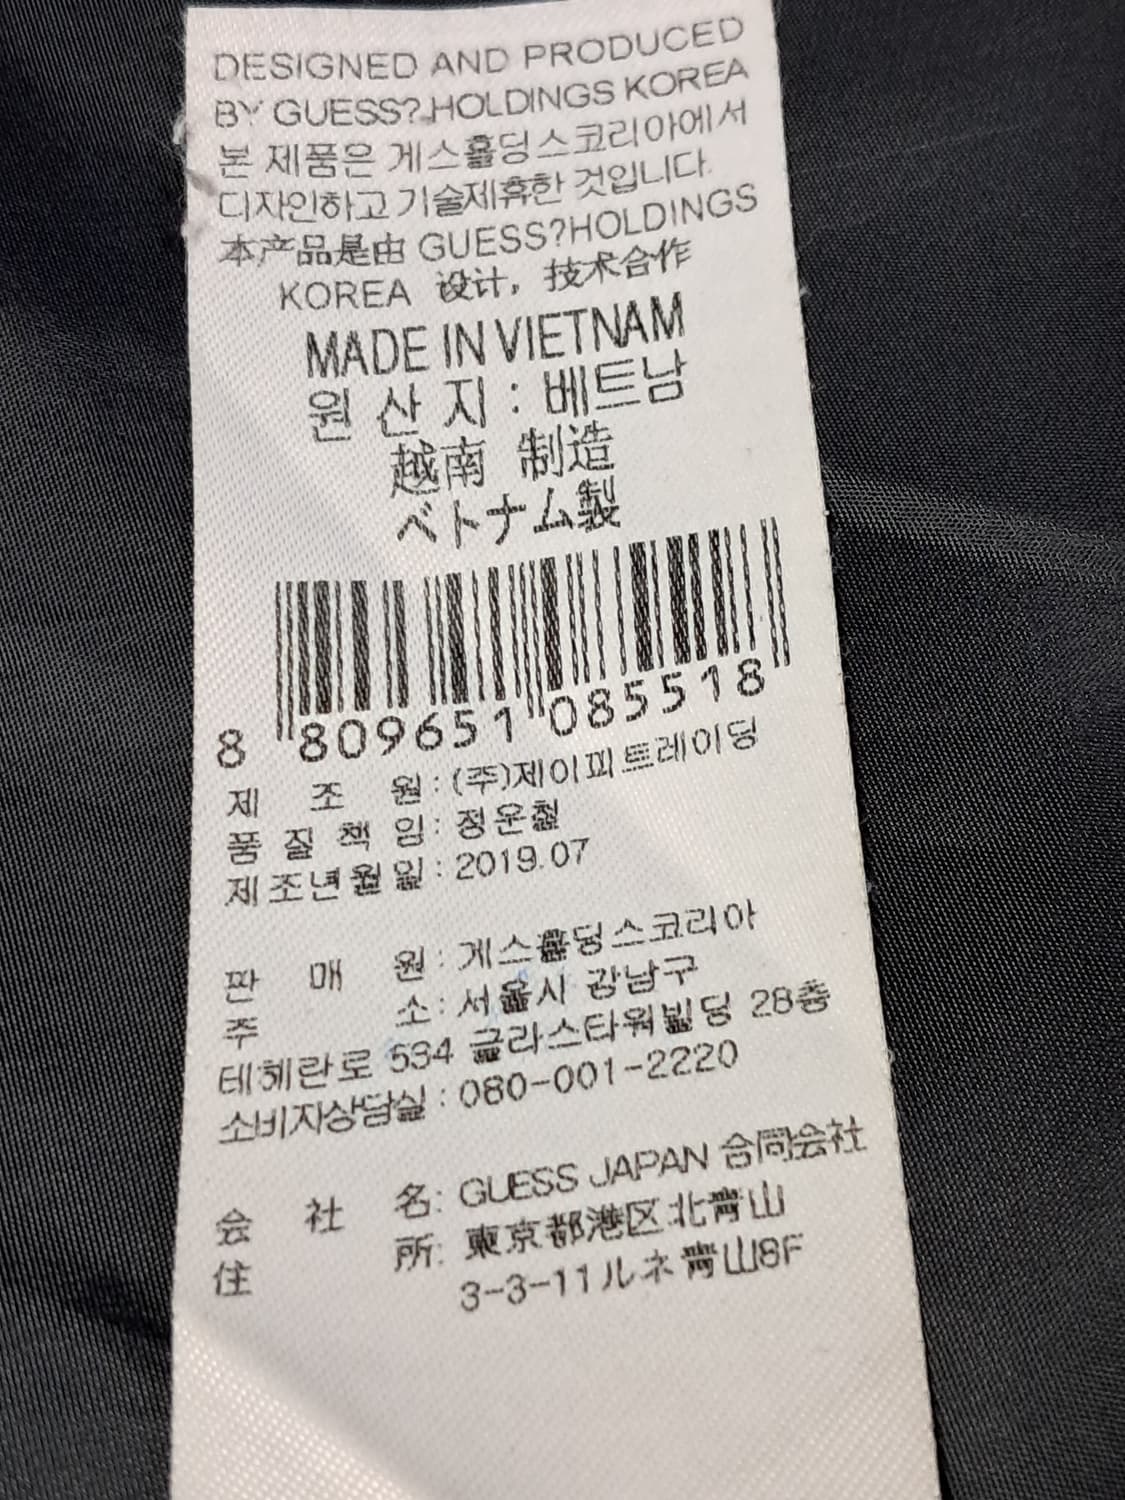 DESIGNED AND PRODUCED
BY GUESS?.HOLDINGS KOREA
본 제품은 게스홀딩스코리아에서
디자인하고 기술제휴한 것입니다.
本产品是由 GUESS?HOLDINGS
KOREA 设计，技术合作
MADE IN VIETNAM
원 산 지 : 베트남
越南 制造
ベトナム製
8 809651 085518
제 조 원 : (주)제이피트레이딩
품 질 책 임 : 정운철
제조년월일 : 2019.07
판 매 원 : 게스홀딩스코리아
주 소 : 서울시 강남구
테헤란로 534 글라스타워빌딩 28층
소비자상담실 : 080-001-2220
会 社 名: GUESS JAPAN 合同会社
住 所: 東京都港区北青山
3-3-11ルネ青山8F